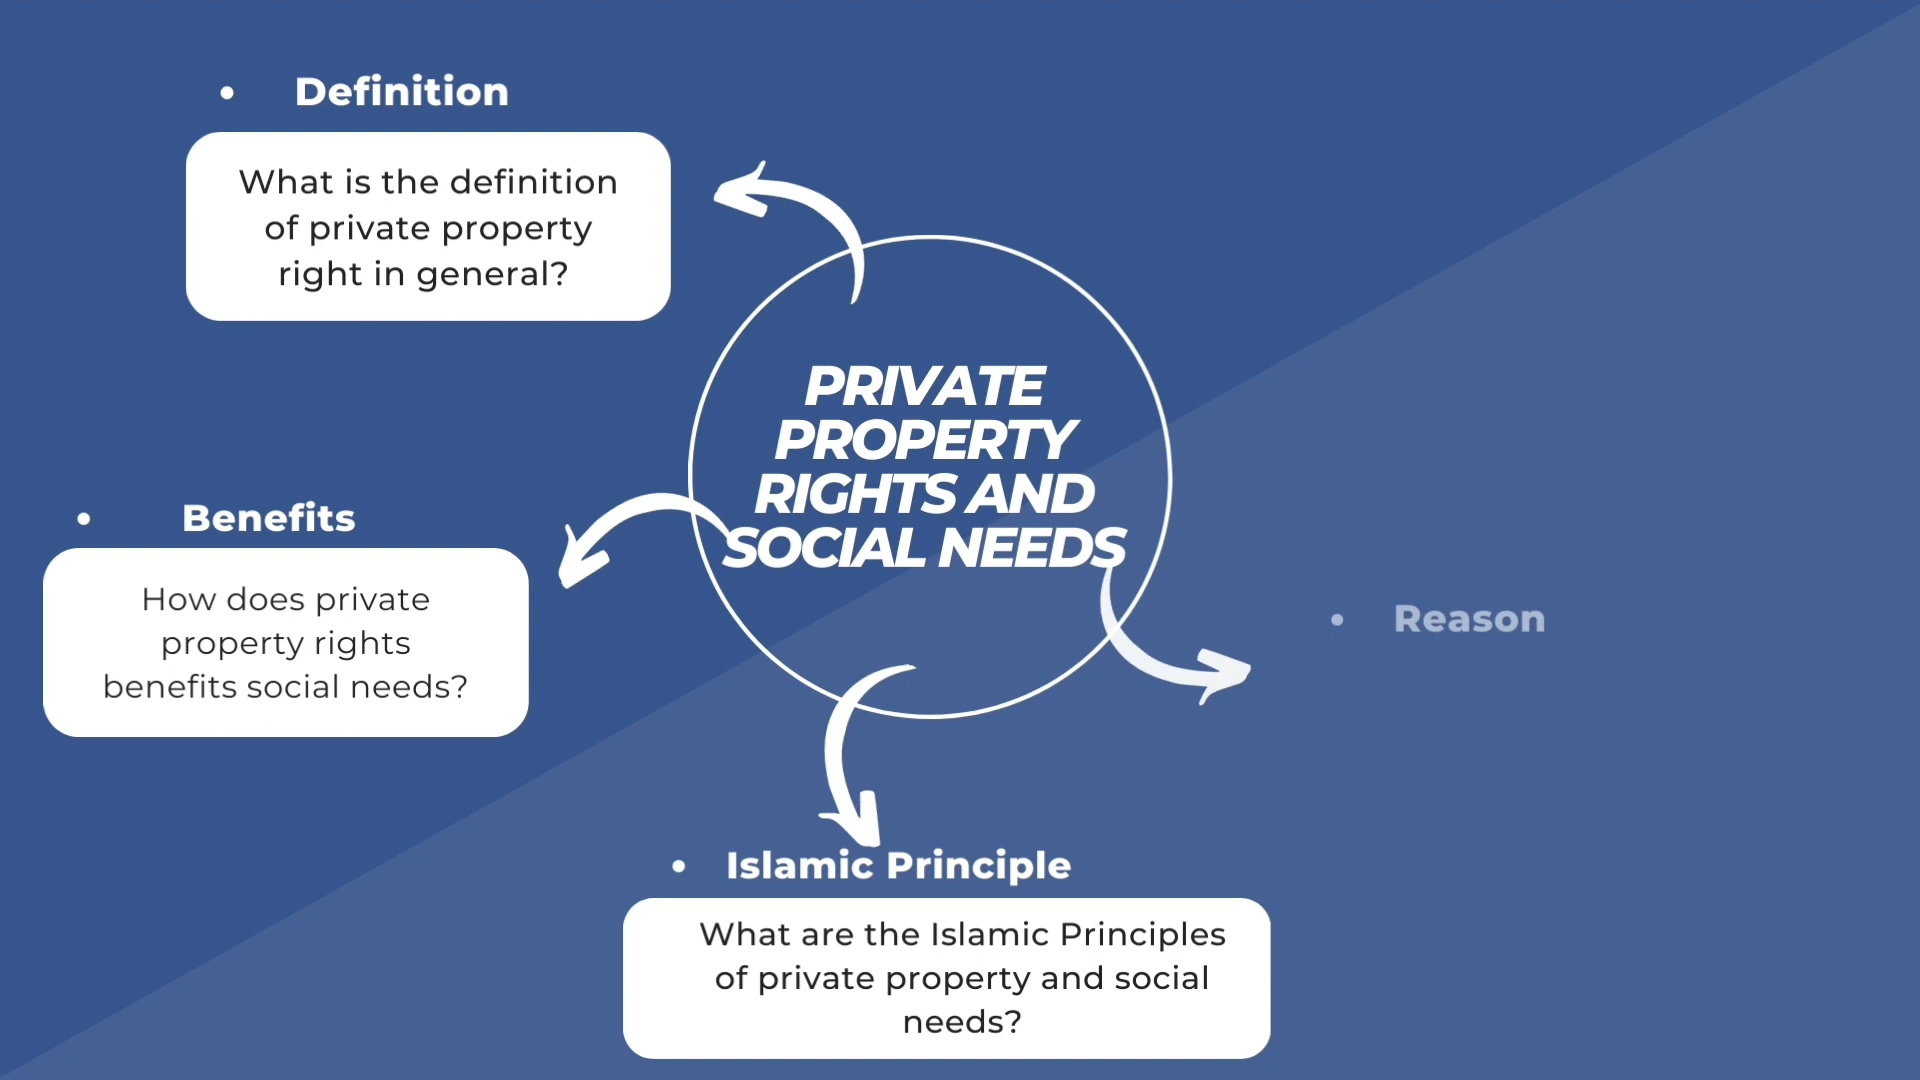 • Definition
What is the definition
of private property
right in general?
PRIVATE
PROPERTY
RIGHTS AND
SOCIAL NEEDS
• Benefits
How does private
property rights
benefits social needs?
• Reason
• Islamic Principle
What are the Islamic Principles
of private property and social
needs?